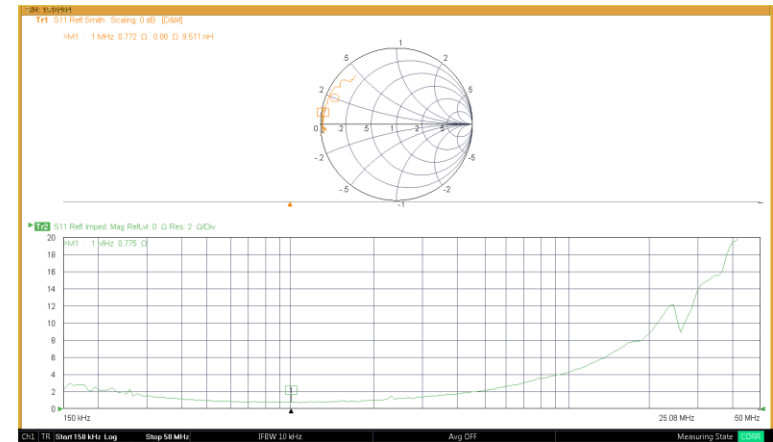 Tr1 S11 Refl Smith Scaling: 0 dB [D&M]
>M1 : 1 MHz 0.772 Ω 0.06 Ω 9.511 nH
1
.5 2
.2 5
0 .2 .5 1 2 5
-.2 -5
-.5 -2
-1
Tr2 S11 Refl Imped. Mag RefLvl: 0 Ω Res: 2 Ω/Div
20 >M1 : 1 MHz 0.775 Ω
18
16
14
12
10
8
6
4
2 1
0
150 kHz 25.08 MHz 50 MHz
Ch1 TR Start 150 kHz Log Stop 50 MHz IFBW 10 kHz Avg OFF Measuring State CORR